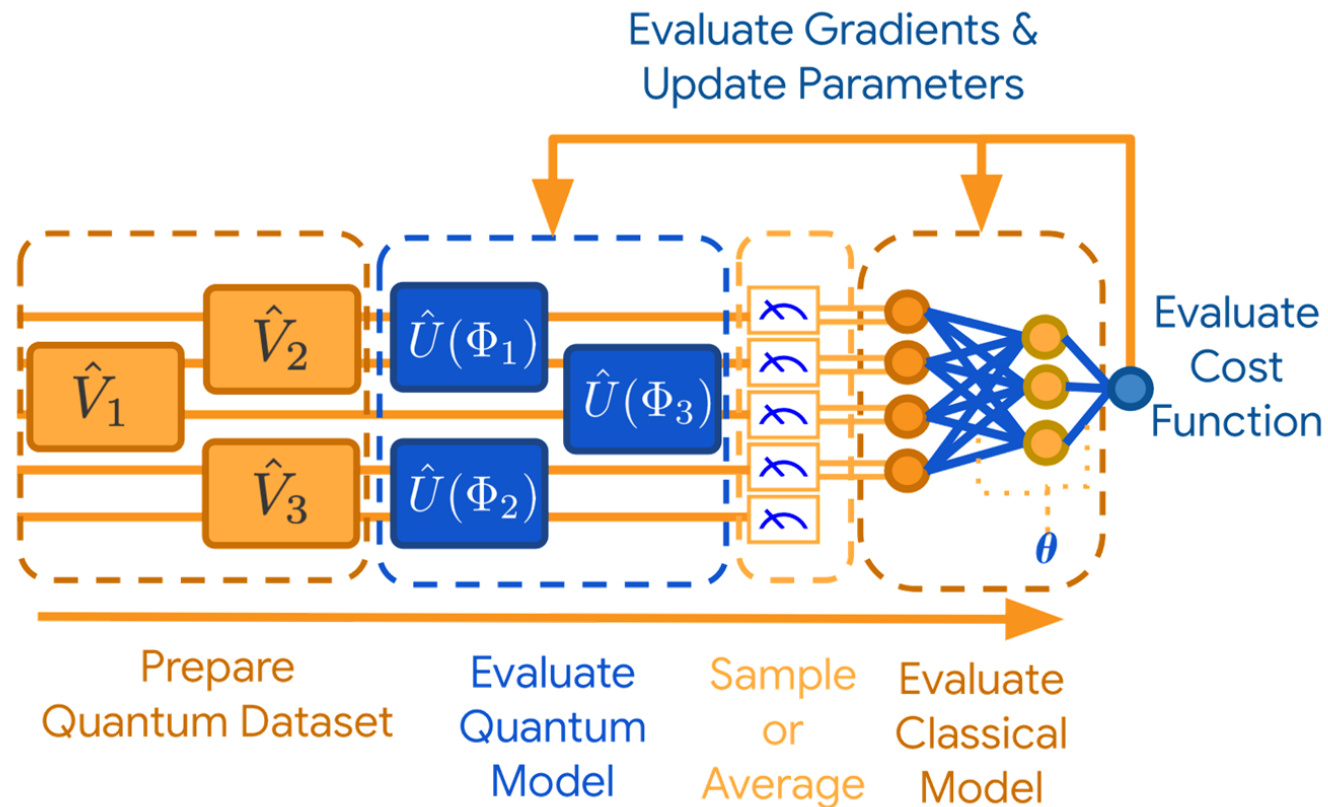 Evaluate Gradients &
Update Parameters
V̂₁
V̂₂
V̂₃
Û(Φ₁)
Û(Φ₂)
Û(Φ₃)
θ
Evaluate
Cost
Function
Prepare
Quantum Dataset
Evaluate
Quantum
Model
Sample
or
Average
Evaluate
Classical
Model